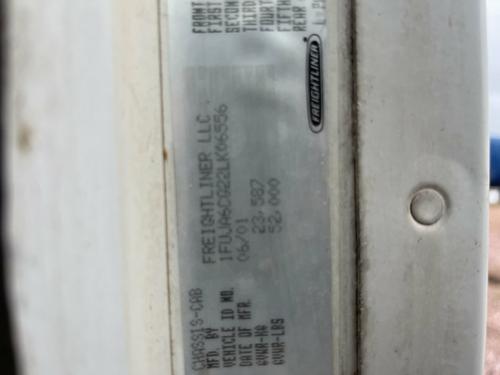 CHASSIS-CAB
MFD. BY FREIGHTLINER LLC
VEHICLE ID NO. 1FUJA6CG22LK06556
DATE OF MFR. 06/01
GVWR-KG 23,587
GVWR-LBS 52,000
FRONT
FIRST
SECON
THIRD
FOURT
FIFTH
REAR
FREIGHTLINER